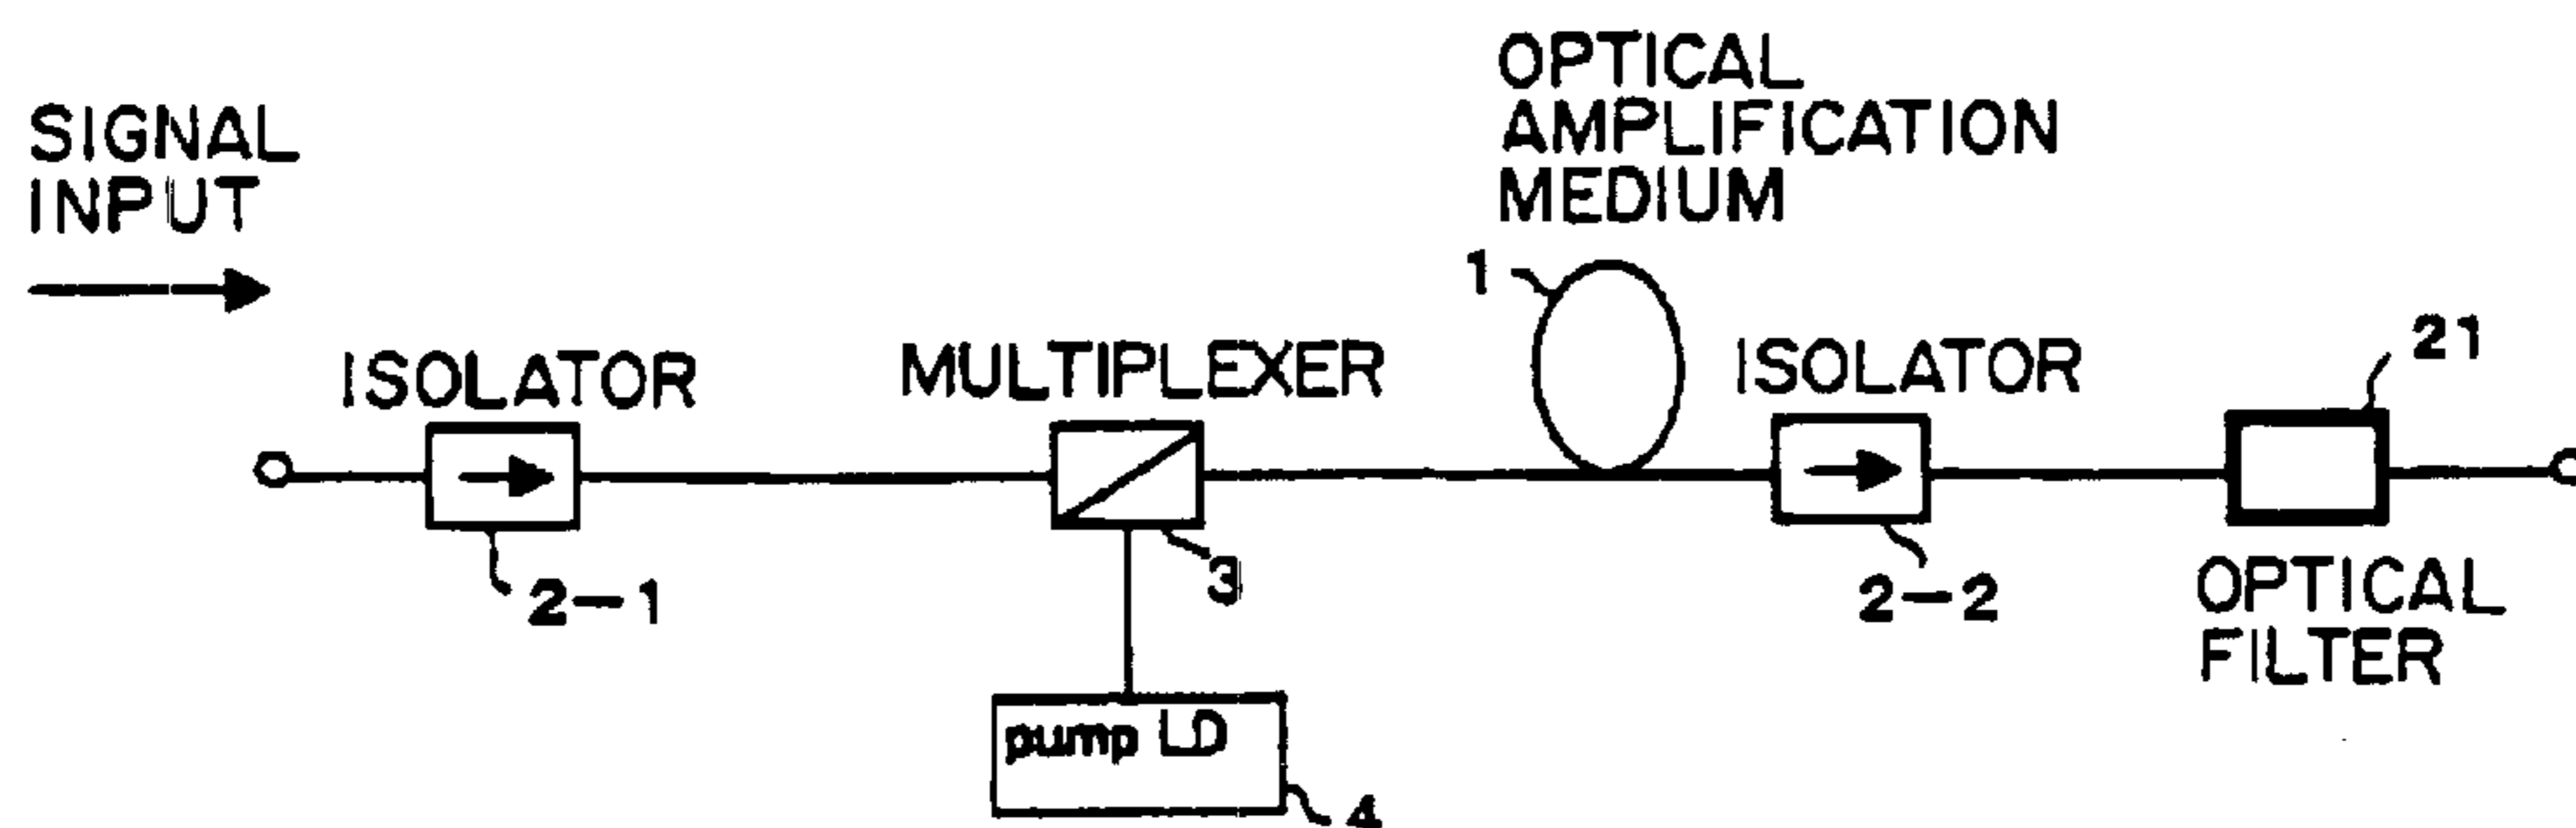 SIGNAL
INPUT
OPTICAL
AMPLIFICATION
MEDIUM
1
ISOLATOR
MULTIPLEXER
ISOLATOR
21
2-1
3
2-2
OPTICAL
FILTER
pump LD
4